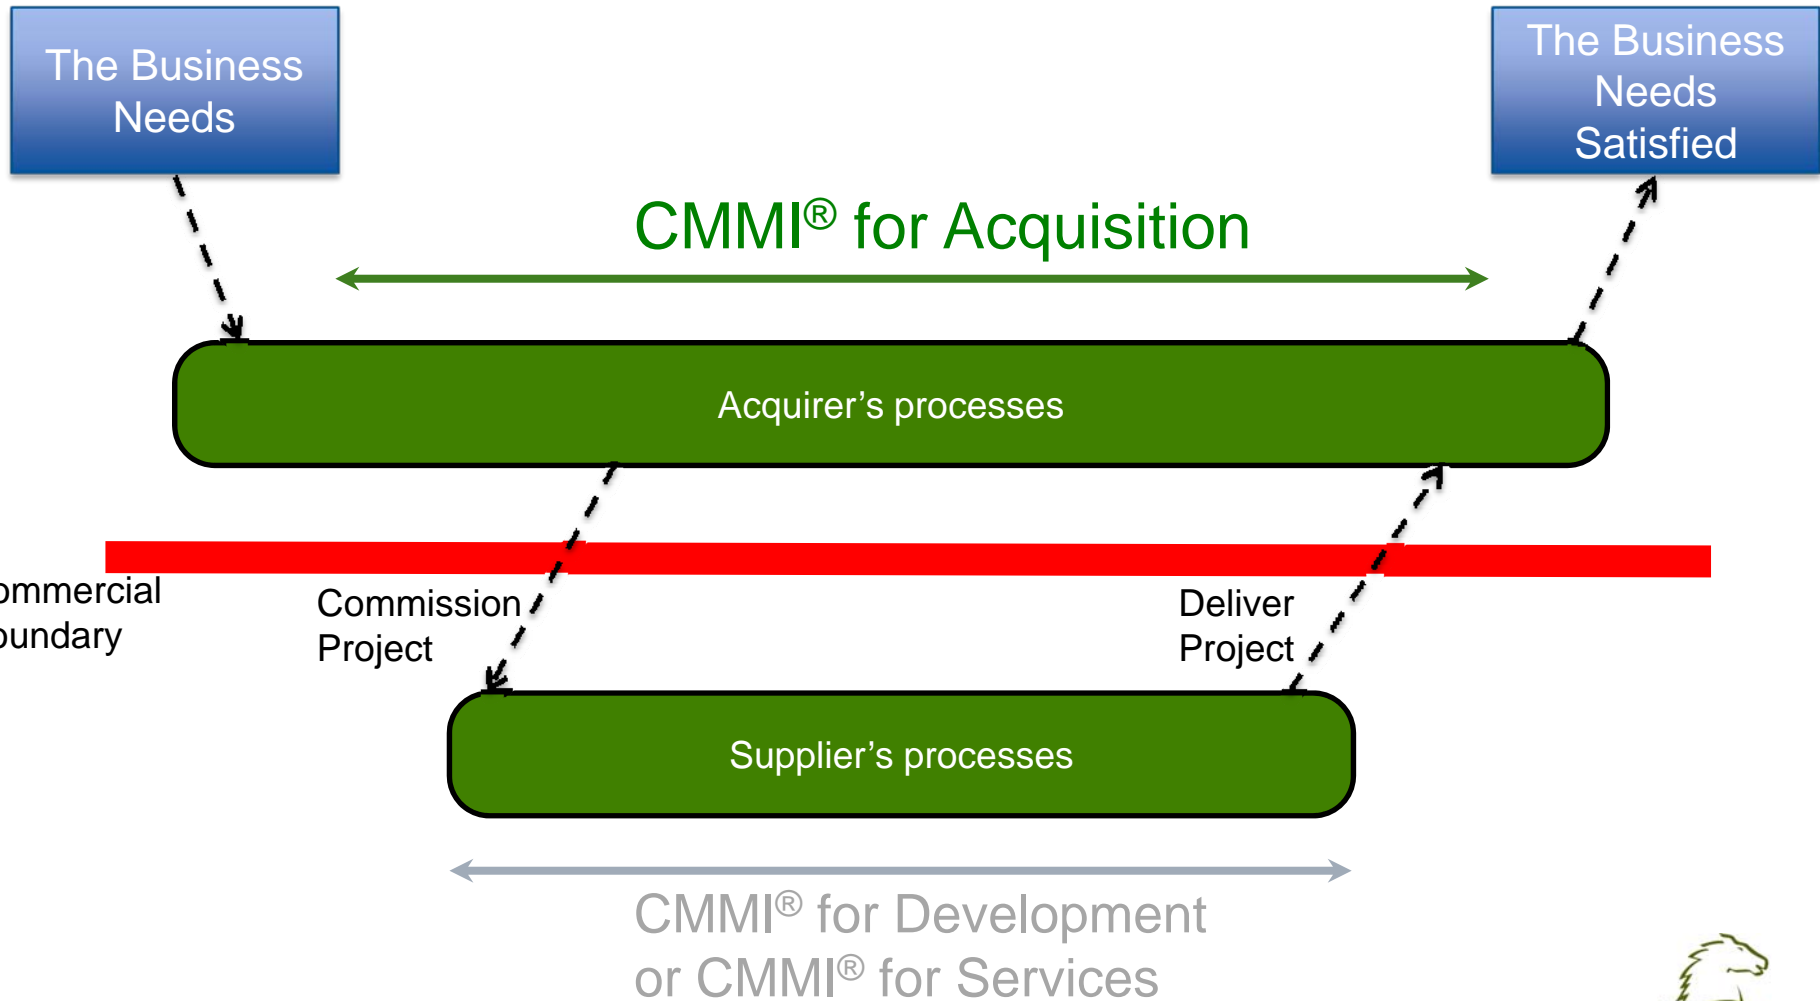 The Business
Needs
The Business
Needs
Satisfied
CMMI® for Acquisition
Acquirer’s processes
ommercial
oundary
Commission
Project
Deliver
Project
Supplier’s processes
CMMI® for Development
or CMMI® for Services